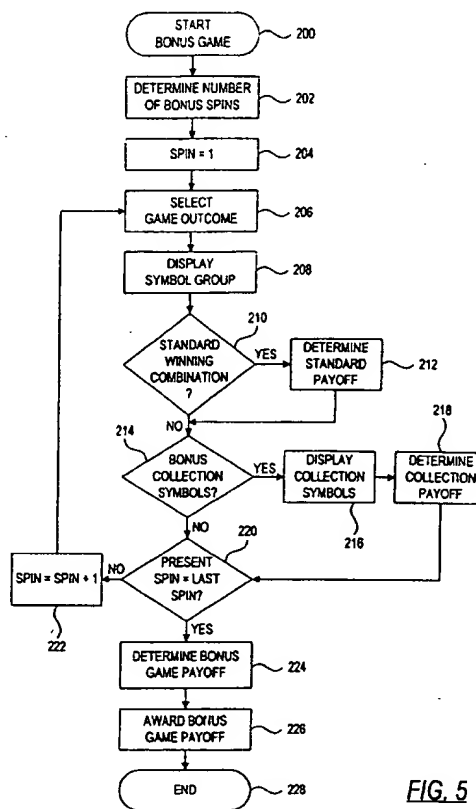 START
BONUS GAME
200
DETERMINE NUMBER
OF BONUS SPINS
202
SPIN = 1
204
SELECT
GAME OUTCOME
206
DISPLAY
SYMBOL GROUP
208
210
STANDARD
WINNING
COMBINATION
?
YES
DETERMINE
STANDARD
PAYOFF
212
NO
214
BONUS
COLLECTION
SYMBOLS?
YES
DISPLAY
COLLECTION
SYMBOLS
216
218
DETERMINE
COLLECTION
PAYOFF
NO
220
PRESENT
SPIN = LAST
SPIN?
NO
SPIN = SPIN + 1
222
YES
DETERMINE BONUS
GAME PAYOFF
224
AWARD BONUS
GAME PAYOFF
226
END
228
FIG. 5